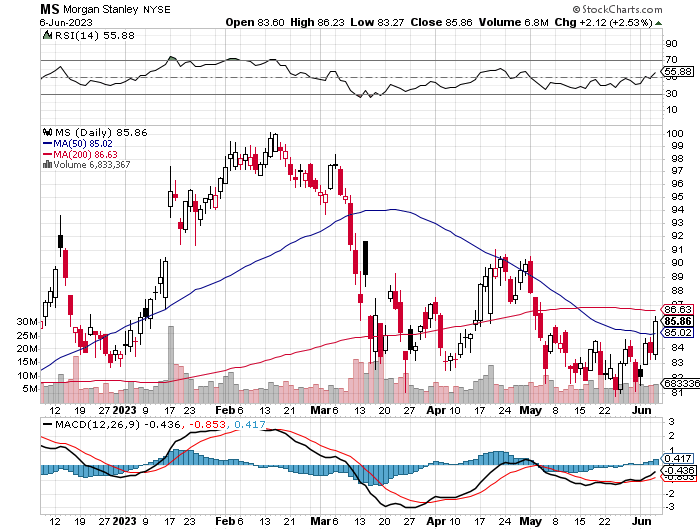 MS Morgan Stanley NYSE © StockCharts.com
6-Jun-2023 Open 83.60 High 86.23 Low 83.27 Close 85.86 Volume 6.8M Chg +2.12 (+2.53%)
RSI(14) 55.88
90
70
55.88
50
30
10
MS (Daily) 85.86
MA(50) 85.02
MA(200) 86.63
Volume 6,833,367
100
99
98
97
96
95
94
93
92
91
90
89
88
87
86.63
85.86
85.02
84
83
82
81
6833367
30M
25M
20M
15M
10M
5M
12 19 27 2023 9 17 23 Feb 6 13 21 Mar 6 13 20 27 Apr 10 17 24 May 8 15 22 Jun
MACD(12,26,9) -0.436, -0.853, 0.417
3
2
1
0.417
-0.436
-0.853
-2
-3
12 19 27 2023 9 17 23 Feb 6 13 21 Mar 6 13 20 27 Apr 10 17 24 May 8 15 22 Jun